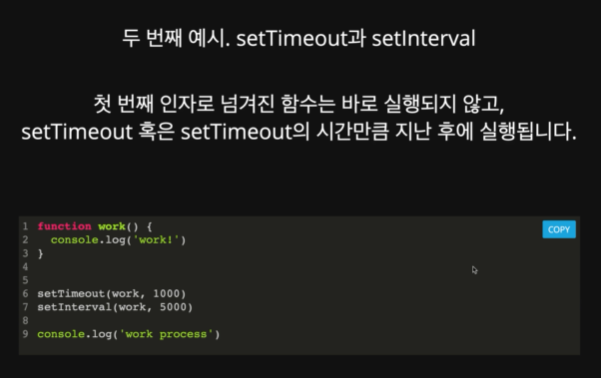 두 번째 예시. setTimeout과 setInterval
첫 번째 인자로 넘겨진 함수는 바로 실행되지 않고,
setTimeout 혹은 setTimeout의 시간만큼 지난 후에 실행됩니다.
COPY
1 function work() {
2   console.log('work!')
3 }
4
5
6 setTimeout(work, 1000)
7 setInterval(work, 5000)
8
9 console.log('work process')